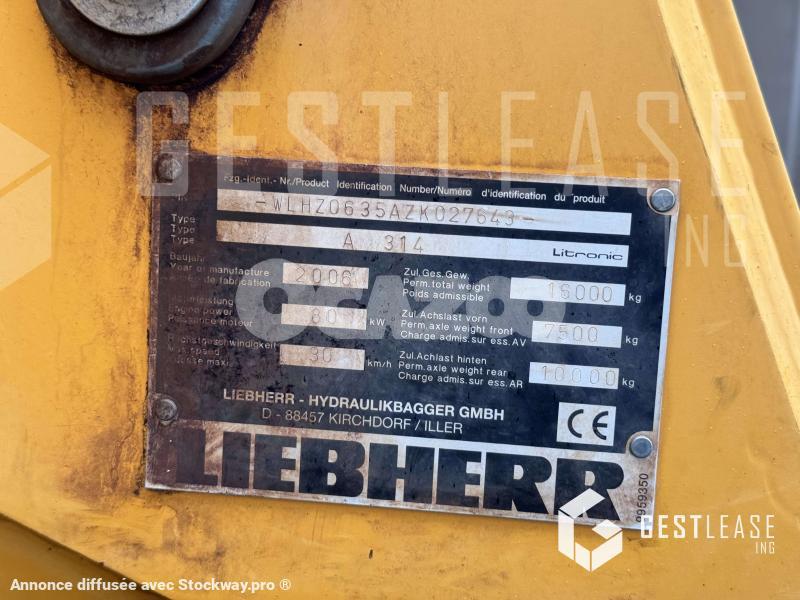 GESTLEASE
ING
Fzg.-Ident.- Nr./Product Identification Number/Numéro d'identification du produit
-WLHZ0635AZK027643-
Type
Typo
Type
A 314
Litronic
Baujahr
Year of manufacture
Année de fabrication
2006
Zul.Ges.Gew.
Perm.total weight
Poids admissible
16000 kg
Engine power
Puissance moteur
80 kW
Zul.Achslast vorn
Perm.axle weight front
Charge admis.sur ess.AV
7500 kg
Höchstgeschwindigkeit
Max.speed
Vitesse maxi.
30 km/h
Zul.Achlast hinten
Perm.axle weight rear
Charge admis.sur ess.AR
10000 kg
LIEBHERR - HYDRAULIKBAGGER GMBH
D - 88457 KIRCHDORF / ILLER
CE
LIEBHERR
9959350
GESTLEASE
ING
Annonce diffusée avec Stockway.pro ®